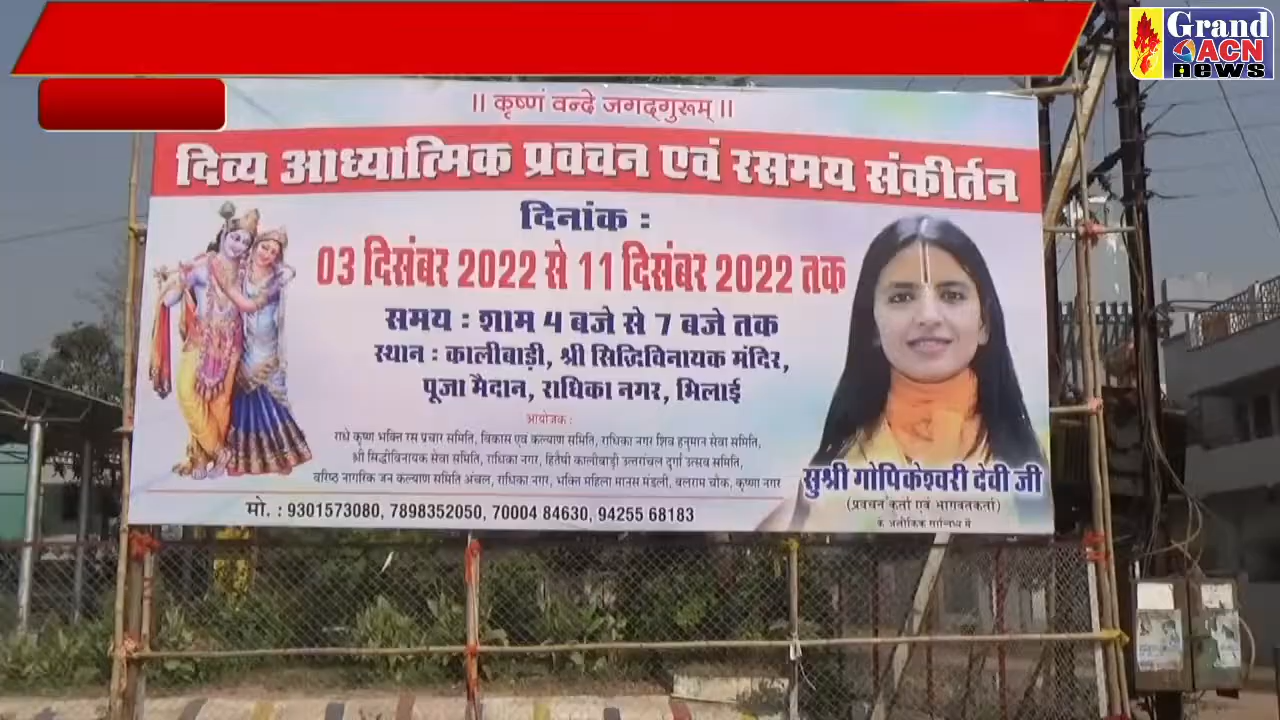 Grand
ACN
news
॥ कृष्णं वन्दे जगद्‌गुरूम् ॥
दिव्य आध्यात्मिक प्रवचन एवं रसमय संकीर्तन
दिनांक :
03 दिसंबर 2022 से 11 दिसंबर 2022 तक
समय : शाम 4 बजे से 7 बजे तक
स्थान : कालीबाड़ी, श्री सिद्धिविनायक मंदिर,
पूजा मैदान, राधिका नगर, भिलाई
आयोजक :
राधे कृष्ण भक्ति रस प्रचार समिति, विकास एवं कल्याण समिति, राधिका नगर शिव हनुमान सेवा समिति,
श्री सिद्धीविनायक सेवा समिति, राधिका नगर, हितेषी कालीबाड़ी उत्तरांचल दुर्गा उत्सव समिति,
वरिष्ठ नागरिक जन कल्याण समिति अंचल, राधिका नगर, भक्ति महिला मानस मंडली, बलराम चौक, कृष्णा नगर
मो. : 9301573080, 7898352050, 70004 84630, 94255 68183
सुश्री गोपिकेश्वरी देवी जी
(प्रवचन कर्ता एवं भागवतकर्ता)
के अलौकिक सान्निध्य में